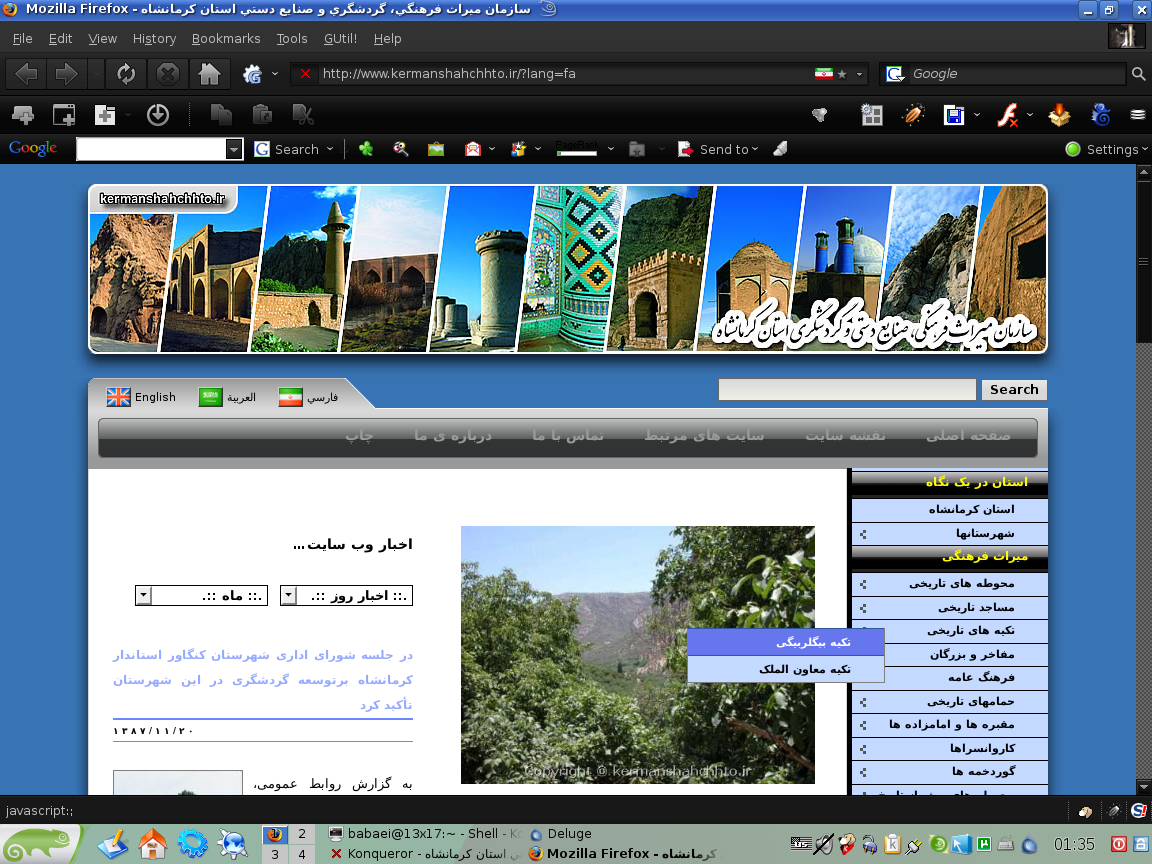 سازمان ميراث فرهنگي، گردشگري و صنايع دستي استان كرمانشاه - Mozilla Firefox
File Edit View History Bookmarks Tools GUtil! Help
http://www.kermanshahchhto.ir/?lang=fa
Google
Google Search PageRank Send to Settings
kermanshahchhto.ir
سازمان میراث فرهنگی، صنایع دستی و گردشگری استان کرمانشاه
English العربية فارسي
Search
صفحه اصلی نقشه سایت سایت های مرتبط تماس با ما درباره ی ما چاپ
استان در یک نگاه
استان کرمانشاه
شهرستانها
میراث فرهنگی
محوطه های تاریخی
مساجد تاریخی
تکیه های تاریخی
تکیه بیگلربیگی
تکیه معاون الملک
مفاخر و بزرگان
فرهنگ عامه
حمامهای تاریخی
مقبره ها و امامزاده ها
کاروانسراها
گوردخمه ها
اخبار وب سایت ...
.:: اخبار روز ::. .:: ماه ::.
در جلسه شورای اداری شهرستان کنگاور استاندار
کرمانشاه برتوسعه گردشگری در این شهرستان
تأکید کرد
۱۳۸۷/۱۱/۲۰
به گزارش روابط عمومی،
Copyright @ kermanshahchhto.ir
javascript:;
2
3 4
babaei@13x17:~ - Shell - Ko
Deluge
Konqueror - استان كرمانشاه
Mozilla Firefox - كرمانشاه
01:35